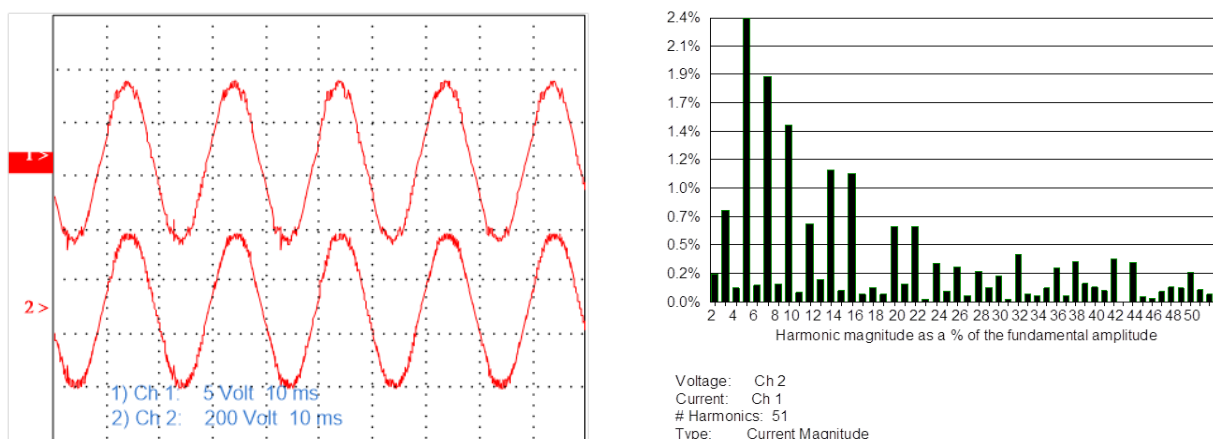 1>
2>
1) Ch 1: 5 Volt 10 ms
2) Ch 2: 200 Volt 10 ms
2.4%
2.1%
1.9%
1.7%
1.4%
1.2%
1.0%
0.7%
0.5%
0.2%
0.0%
2 4 6 8 10 12 14 16 18 20 22 24 26 28 30 32 34 36 38 40 42 44 46 48 50
Harmonic magnitude as a % of the fundamental amplitude
Voltage: Ch 2
Current: Ch 1
# Harmonics: 51
Type: Current Magnitude